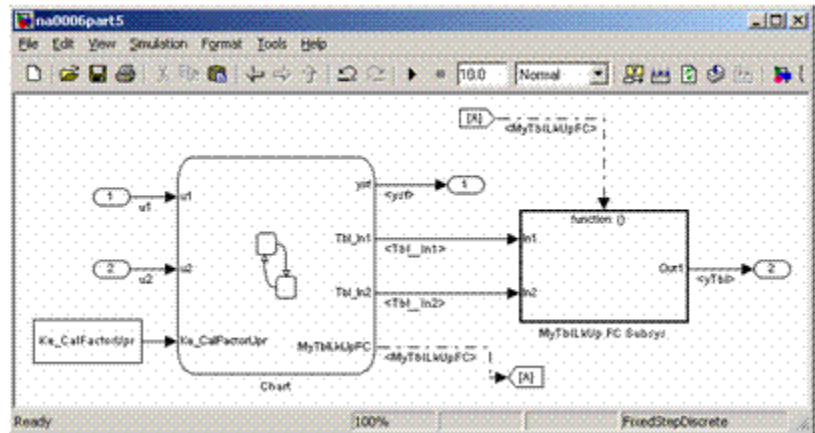 na0006part5
File Edit View Simulation Format Tools Help
10.0 Normal
[A]
<MyTblLkUpFC>
function ()
1
u1
u1
yst
<yst>
1
Tbl_In1
<Tbl_In1>
In1
2
u2
u2
Tbl_In2
<Tbl_In2>
In2
Out1
<yTbl>
2
MyTblLkUp FC Subsys
Ke_CalFactorUpr
Ke_CalFactorUpr
MyTblLkUpFC
<MyTblLkUpFC>
[A]
Chart
Ready 100% FixedStepDiscrete